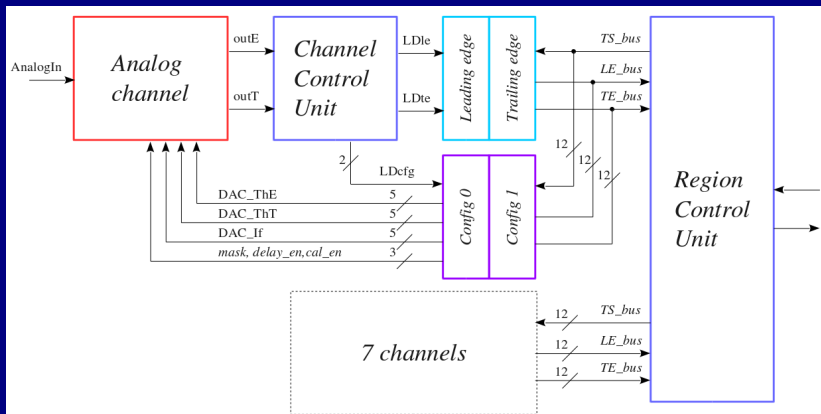 AnalogIn
Analog
channel
outE
outT
Channel
Control
Unit
LDle
LDte
Leading edge
Trailing edge
TS_bus
LE_bus
TE_bus
12
12
12
2
LDcfg
DAC_ThE
5
DAC_ThT
5
DAC_If
5
mask, delay_en,cal_en
3
Config 0
Config 1
Region
Control
Unit
7 channels
12
TS_bus
12
LE_bus
12
TE_bus